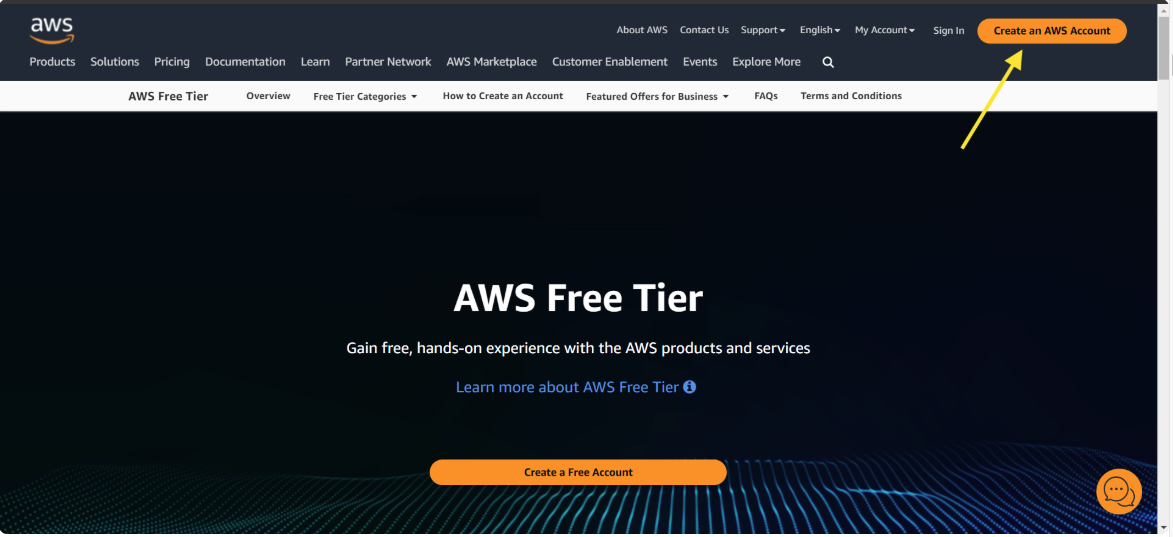 aws
About AWS Contact Us Support English My Account Sign In Create an AWS Account
Products Solutions Pricing Documentation Learn Partner Network AWS Marketplace Customer Enablement Events Explore More
AWS Free Tier Overview Free Tier Categories How to Create an Account Featured Offers for Business FAQs Terms and Conditions
AWS Free Tier
Gain free, hands-on experience with the AWS products and services
Learn more about AWS Free Tier
Create a Free Account